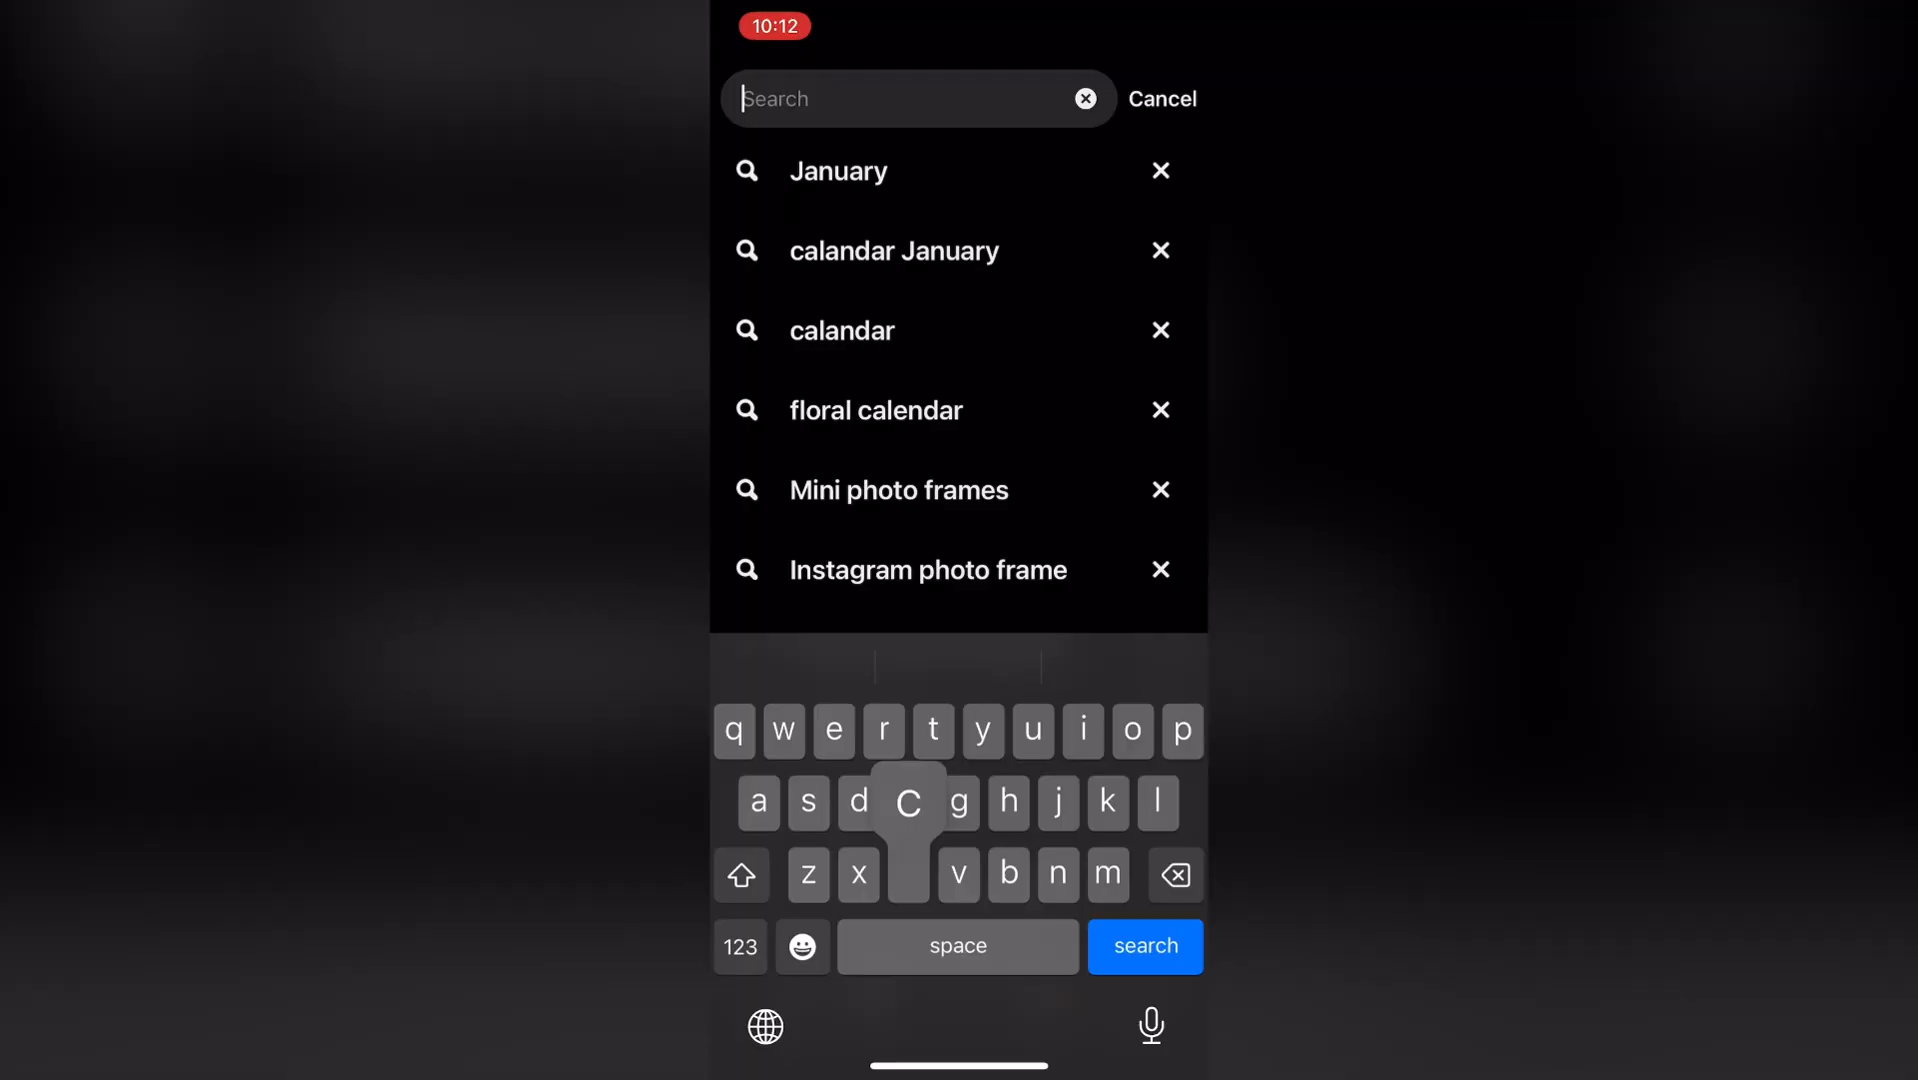 10:12
Search
Cancel
January
calandar January
calandar
floral calendar
Mini photo frames
Instagram photo frame
q w e r t y u i o p
a s d C g h j k l
z x v b n m
123 space search